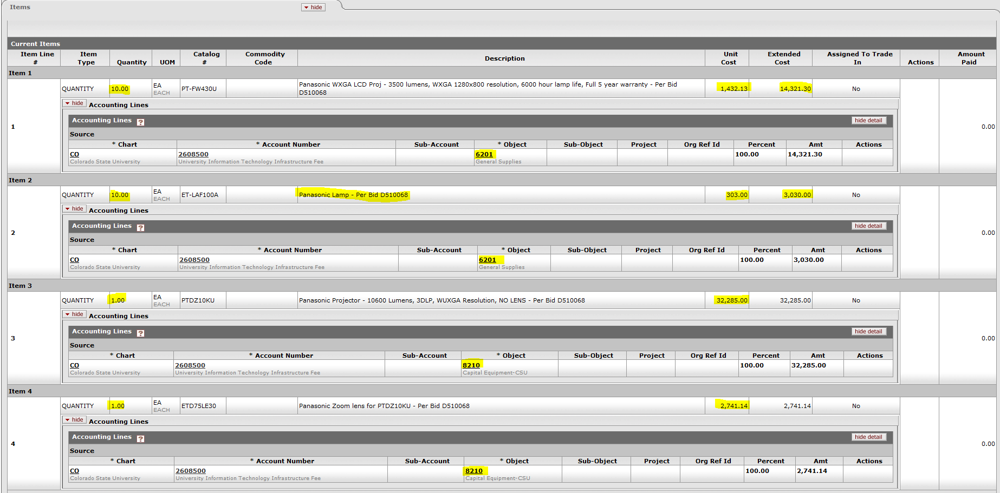 Items hide
Current Items
Item Line # Item Type Quantity UOM Catalog # Commodity Code Description Unit Cost Extended Cost Assigned To Trade In Actions Amount Paid
Item 1
1 QUANTITY 10.00 EA EACH PT-FW430U Panasonic WXGA LCD Proj - 3500 lumens, WXGA 1280x800 resolution, 6000 hour lamp life, Full 5 year warranty - Per Bid D510068 1,432.13 14,321.30 No 0.00
hide Accounting Lines
Accounting Lines ? hide detail
Source
* Chart * Account Number Sub-Account * Object Sub-Object Project Org Ref Id Percent Amt Actions
CO 2608500 6201 100.00 14,321.30
Colorado State University University Information Technology Infrastructure Fee General Supplies
Item 2
2 QUANTITY 10.00 EA EACH ET-LAF100A Panasonic Lamp - Per Bid D510068 303.00 3,030.00 No 0.00
hide Accounting Lines
Accounting Lines ? hide detail
Source
* Chart * Account Number Sub-Account * Object Sub-Object Project Org Ref Id Percent Amt Actions
CO 2608500 6201 100.00 3,030.00
Colorado State University University Information Technology Infrastructure Fee General Supplies
Item 3
3 QUANTITY 1.00 EA EACH PTDZ10KU Panasonic Projector - 10600 Lumens, 3DLP, WUXGA Resolution, NO LENS - Per Bid D510068 32,285.00 32,285.00 No 0.00
hide Accounting Lines
Accounting Lines ? hide detail
Source
* Chart * Account Number Sub-Account * Object Sub-Object Project Org Ref Id Percent Amt Actions
CO 2608500 8210 100.00 32,285.00
Colorado State University University Information Technology Infrastructure Fee Capital Equipment-CSU
Item 4
4 QUANTITY 1.00 EA EACH ETD75LE30 Panasonic Zoom lens for PTDZ10KU - Per Bid D510068 2,741.14 2,741.14 No 0.00
hide Accounting Lines
Accounting Lines ? hide detail
Source
* Chart * Account Number Sub-Account * Object Sub-Object Project Org Ref Id Percent Amt Actions
CO 2608500 8210 100.00 2,741.14
Colorado State University University Information Technology Infrastructure Fee Capital Equipment-CSU